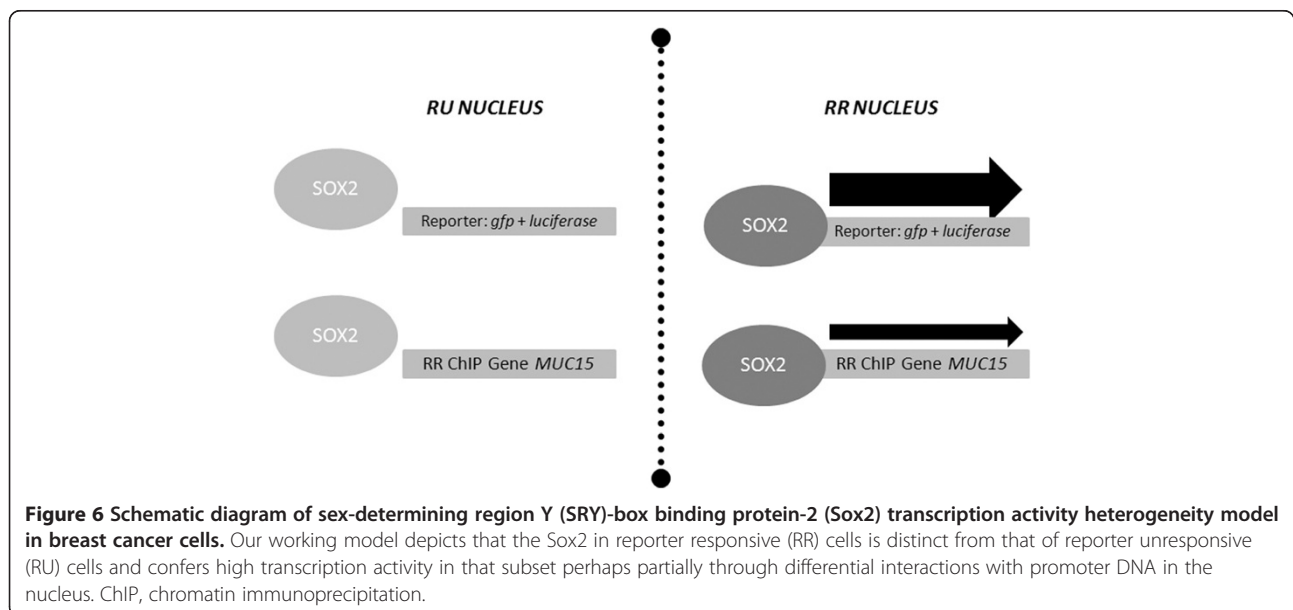 RU NUCLEUS
RR NUCLEUS
SOX2
Reporter: gfp + luciferase
SOX2
Reporter: gfp + luciferase
SOX2
RR ChIP Gene MUC15
SOX2
RR ChIP Gene MUC15
Figure 6 Schematic diagram of sex-determining region Y (SRY)-box binding protein-2 (Sox2) transcription activity heterogeneity model
in breast cancer cells. Our working model depicts that the Sox2 in reporter responsive (RR) cells is distinct from that of reporter unresponsive
(RU) cells and confers high transcription activity in that subset perhaps partially through differential interactions with promoter DNA in the
nucleus. ChIP, chromatin immunoprecipitation.